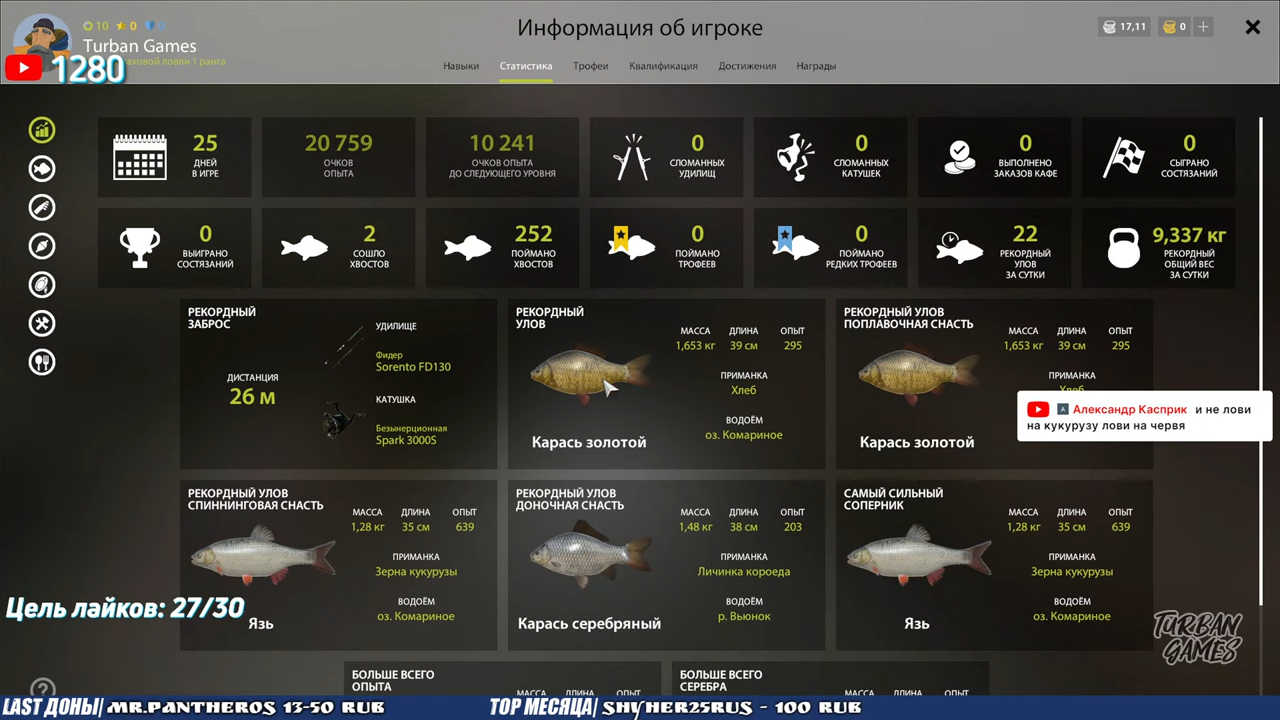 10 0 0
Turban Games
аховой ловли 1 ранга
1280
Информация об игроке
17,11
0
Навыки
Статистика
Трофеи
Квалификация
Достижения
Награды
25
ДНЕЙ
В ИГРЕ
20 759
ОЧКОВ
ОПЫТА
10 241
ОЧКОВ ОПЫТА
ДО СЛЕДУЮЩЕГО УРОВНЯ
0
СЛОМАННЫХ
УДИЛИЩ
0
СЛОМАННЫХ
КАТУШЕК
0
ВЫПОЛНЕНО
ЗАКАЗОВ КАФЕ
0
СЫГРАНО
СОСТЯЗАНИЙ
0
ВЫИГРАНО
СОСТЯЗАНИЙ
2
СОШЛО
ХВОСТОВ
252
ПОЙМАНО
ХВОСТОВ
0
ПОЙМАНО
ТРОФЕЕВ
0
ПОЙМАНО
РЕДКИХ ТРОФЕЕВ
22
РЕКОРДНЫЙ
УЛОВ
ЗА СУТКИ
9,337 кг
РЕКОРДНЫЙ
ОБЩИЙ ВЕС
ЗА СУТКИ
РЕКОРДНЫЙ
ЗАБРОС
ДИСТАНЦИЯ
26 м
УДИЛИЩЕ
Фидер
Sorento FD130
КАТУШКА
Безынерционная
Spark 3000S
РЕКОРДНЫЙ
УЛОВ
МАССА ДЛИНА ОПЫТ
1,653 кг 39 см 295
ПРИМАНКА
Хлеб
ВОДОЁМ
оз. Комариное
Карась золотой
РЕКОРДНЫЙ УЛОВ
ПОПЛАВОЧНАЯ СНАСТЬ
МАССА ДЛИНА ОПЫТ
1,653 кг 39 см 295
ПРИМАНКА
Хлеб
Карась золотой
Александр Касприк и не лови
на кукурузу лови на червя
РЕКОРДНЫЙ УЛОВ
СПИННИНГОВАЯ СНАСТЬ
МАССА ДЛИНА ОПЫТ
1,28 кг 35 см 639
ПРИМАНКА
Зерна кукурузы
ВОДОЁМ
оз. Комариное
Язь
РЕКОРДНЫЙ УЛОВ
ДОНОЧНАЯ СНАСТЬ
МАССА ДЛИНА ОПЫТ
1,48 кг 38 см 203
ПРИМАНКА
Личинка короеда
ВОДОЁМ
р. Вьюнок
Карась серебряный
САМЫЙ СИЛЬНЫЙ
СОПЕРНИК
МАССА ДЛИНА ОПЫТ
1,28 кг 35 см 639
ПРИМАНКА
Зерна кукурузы
ВОДОЁМ
оз. Комариное
Язь
Цель лайков: 27/30
TURBAN
GAMES
БОЛЬШЕ ВСЕГО
ОПЫТА
МАССА ДЛИНА ОПЫТ
БОЛЬШЕ ВСЕГО
СЕРЕБРА
МАССА ДЛИНА ОПЫТ
LAST ДОНЫ| MR.PANTHEROS 13-50 RUB
TOP МЕСЯЦА| SHYHER25RUS - 100 RUB